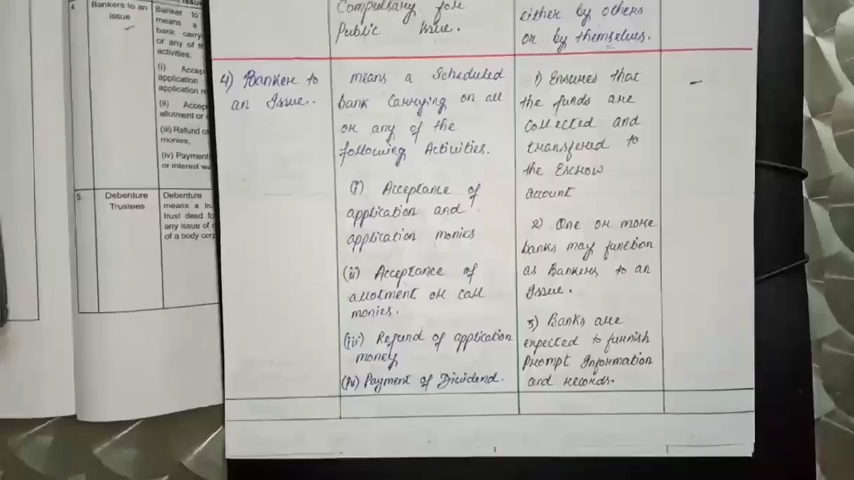 4
Bankers to an
issue
Banker to
means a
bank carry
or any of
activities.
(i) Accep
application
application
(ii) Accep
allotment or
(iii) Refund of
monies;
(iv) Payment
or interest
5.
Debenture
Trustees
Debenture
means a
trust deed
any issue of
of a body corp
Compulsary for
Public issue.
either by others
or by themselves.
4) Banker to
an Issue..
means a Scheduled
bank Carrying on all
or any of the
following Activities.
(i) Acceptance of
application and
application monies
(ii) Acceptance of
allotment or call
monies.
(iii) Refund of application
money
(iv) Payment of Dividend.
1) Ensures that
the funds are
collected and
transferred to
the Escrow
account
2) One or more
banks may function
as Bankers to an
Issue.
3) Banks are
expected to furnish
Prompt Information
and records.
-